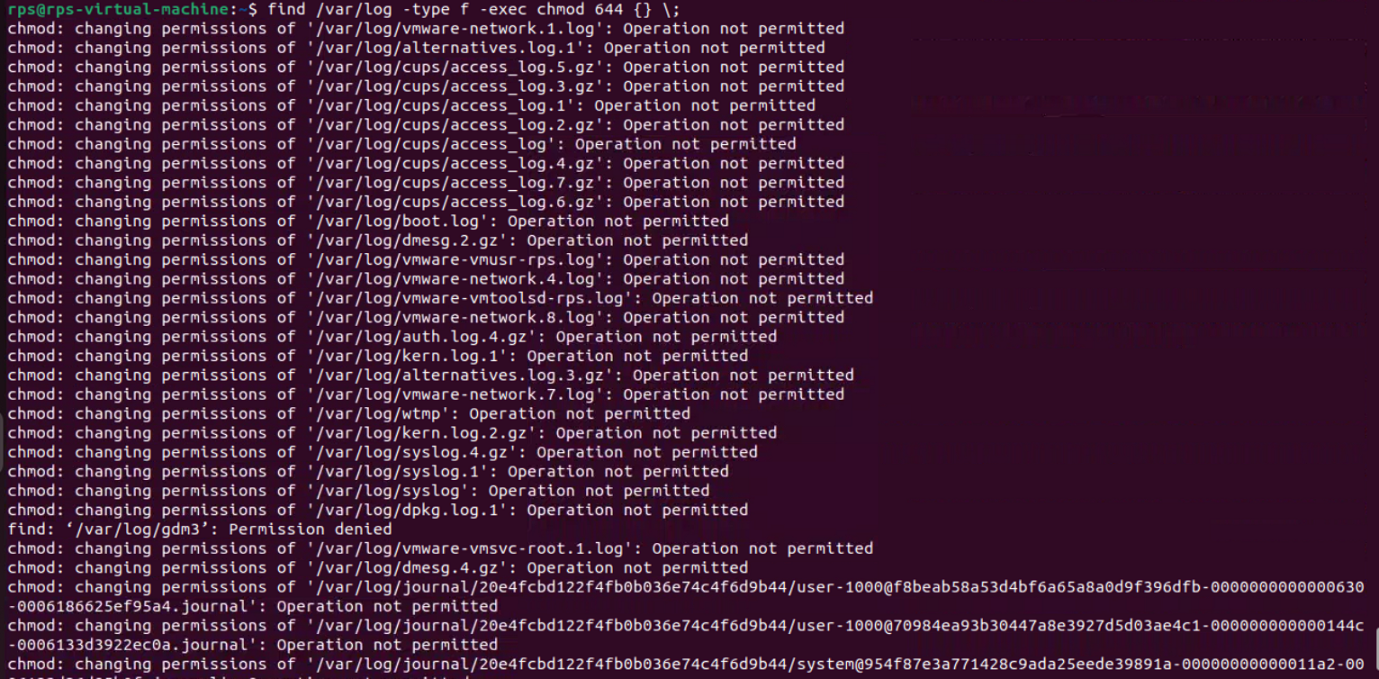 rps@rps-virtual-machine:~$ find /var/log -type f -exec chmod 644 {} \;
chmod: changing permissions of '/var/log/vmware-network.1.log': Operation not permitted
chmod: changing permissions of '/var/log/alternatives.log.1': Operation not permitted
chmod: changing permissions of '/var/log/cups/access_log.5.gz': Operation not permitted
chmod: changing permissions of '/var/log/cups/access_log.3.gz': Operation not permitted
chmod: changing permissions of '/var/log/cups/access_log.1': Operation not permitted
chmod: changing permissions of '/var/log/cups/access_log.2.gz': Operation not permitted
chmod: changing permissions of '/var/log/cups/access_log': Operation not permitted
chmod: changing permissions of '/var/log/cups/access_log.4.gz': Operation not permitted
chmod: changing permissions of '/var/log/cups/access_log.7.gz': Operation not permitted
chmod: changing permissions of '/var/log/cups/access_log.6.gz': Operation not permitted
chmod: changing permissions of '/var/log/boot.log': Operation not permitted
chmod: changing permissions of '/var/log/dmesg.2.gz': Operation not permitted
chmod: changing permissions of '/var/log/vmware-vmusr-rps.log': Operation not permitted
chmod: changing permissions of '/var/log/vmware-network.4.log': Operation not permitted
chmod: changing permissions of '/var/log/vmware-vmtoolsd-rps.log': Operation not permitted
chmod: changing permissions of '/var/log/vmware-network.8.log': Operation not permitted
chmod: changing permissions of '/var/log/auth.log.4.gz': Operation not permitted
chmod: changing permissions of '/var/log/kern.log.1': Operation not permitted
chmod: changing permissions of '/var/log/alternatives.log.3.gz': Operation not permitted
chmod: changing permissions of '/var/log/vmware-network.7.log': Operation not permitted
chmod: changing permissions of '/var/log/wtmp': Operation not permitted
chmod: changing permissions of '/var/log/kern.log.2.gz': Operation not permitted
chmod: changing permissions of '/var/log/syslog.4.gz': Operation not permitted
chmod: changing permissions of '/var/log/syslog.1': Operation not permitted
chmod: changing permissions of '/var/log/syslog': Operation not permitted
chmod: changing permissions of '/var/log/dpkg.log.1': Operation not permitted
find: ‘/var/log/gdm3’: Permission denied
chmod: changing permissions of '/var/log/vmware-vmsvc-root.1.log': Operation not permitted
chmod: changing permissions of '/var/log/dmesg.4.gz': Operation not permitted
chmod: changing permissions of '/var/log/journal/20e4fcbd122f4fb0b036e74c4f6d9b44/user-1000@f8beab58a53d4bf6a65a8a0d9f396dfb-0000000000000630
-0006186625ef95a4.journal': Operation not permitted
chmod: changing permissions of '/var/log/journal/20e4fcbd122f4fb0b036e74c4f6d9b44/user-1000@70984ea93b30447a8e3927d5d03ae4c1-000000000000144c
-0006133d3922ec0a.journal': Operation not permitted
chmod: changing permissions of '/var/log/journal/20e4fcbd122f4fb0b036e74c4f6d9b44/system@954f87e3a771428c9ada25eede39891a-00000000000011a2-00